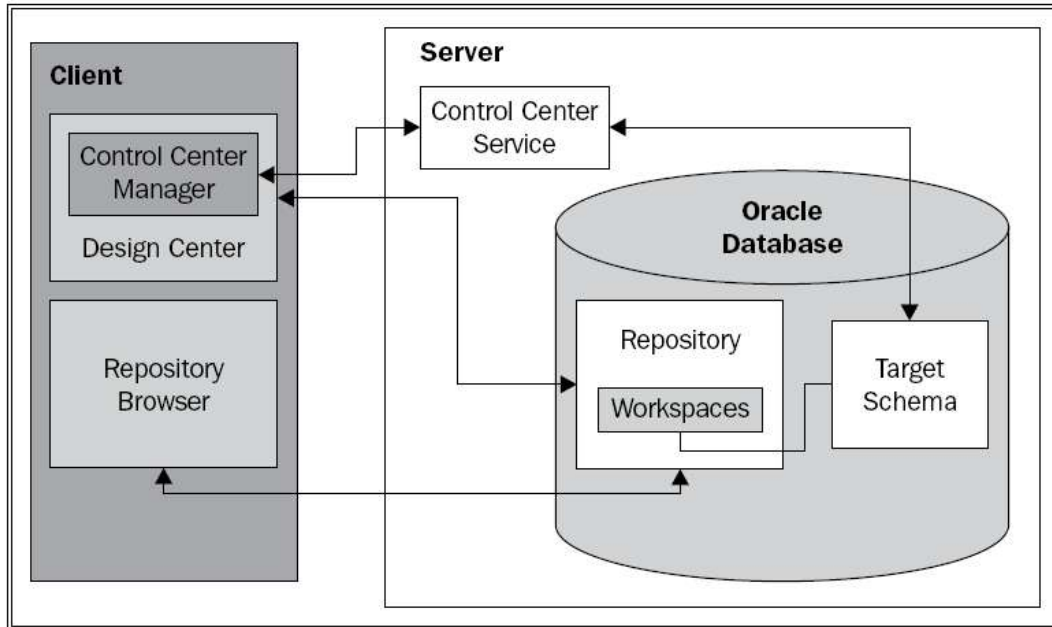 Client
Control Center
Manager
Design Center
Repository
Browser
Server
Control Center
Service
Oracle
Database
Repository
Workspaces
Target
Schema